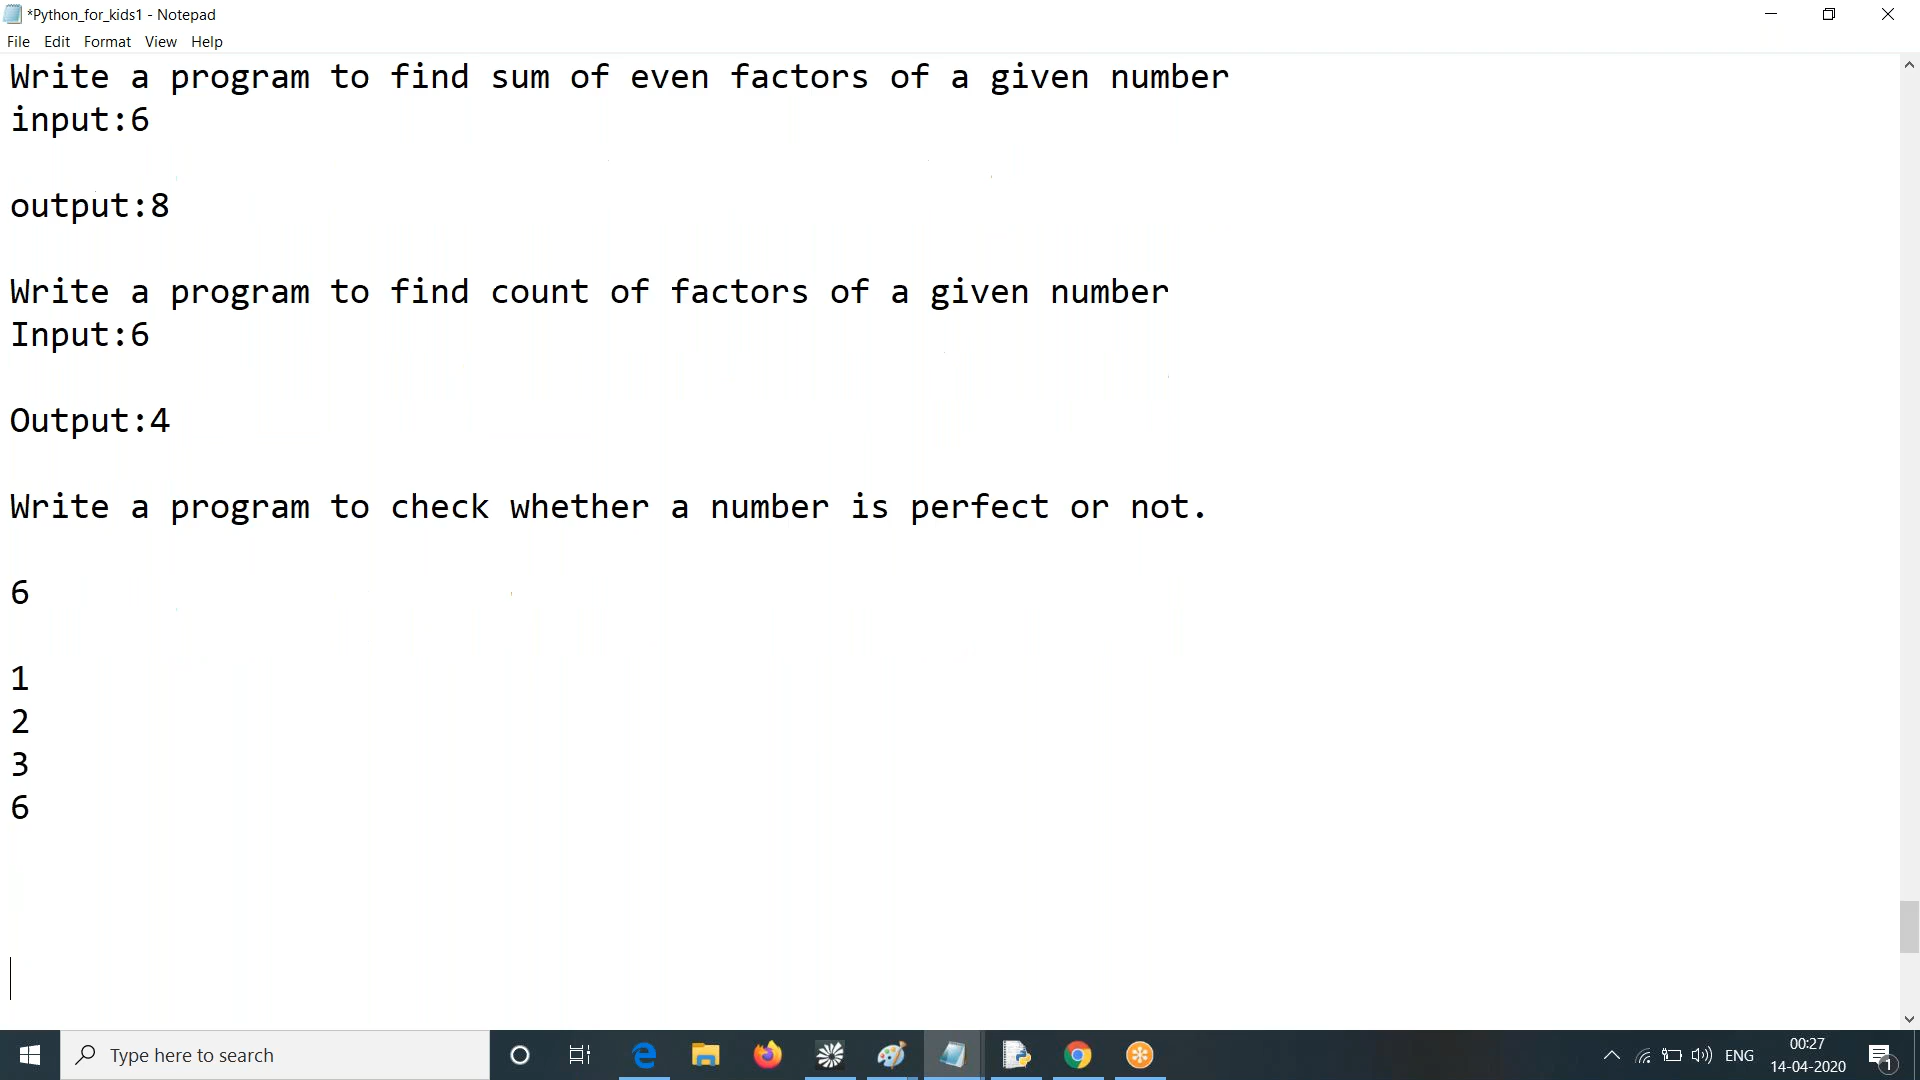 *Python_for_kids1 - Notepad
File Edit Format View Help
Write a program to find sum of even factors of a given number
input:6
output:8
Write a program to find count of factors of a given number
Input:6
Output:4
Write a program to check whether a number is perfect or not.
6
1
2
3
6
Type here to search
ENG
00:27
14-04-2020
1